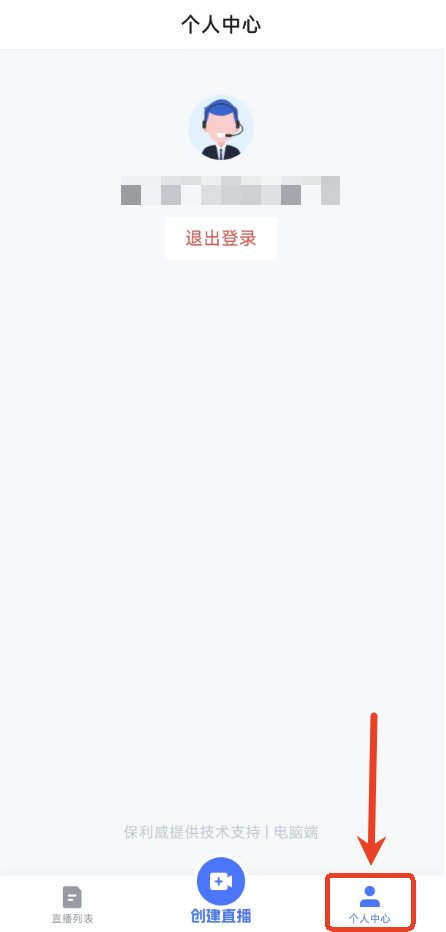 个人中心
退出登录
保利威提供技术支持 | 电脑端
直播列表
创建直播
个人中心